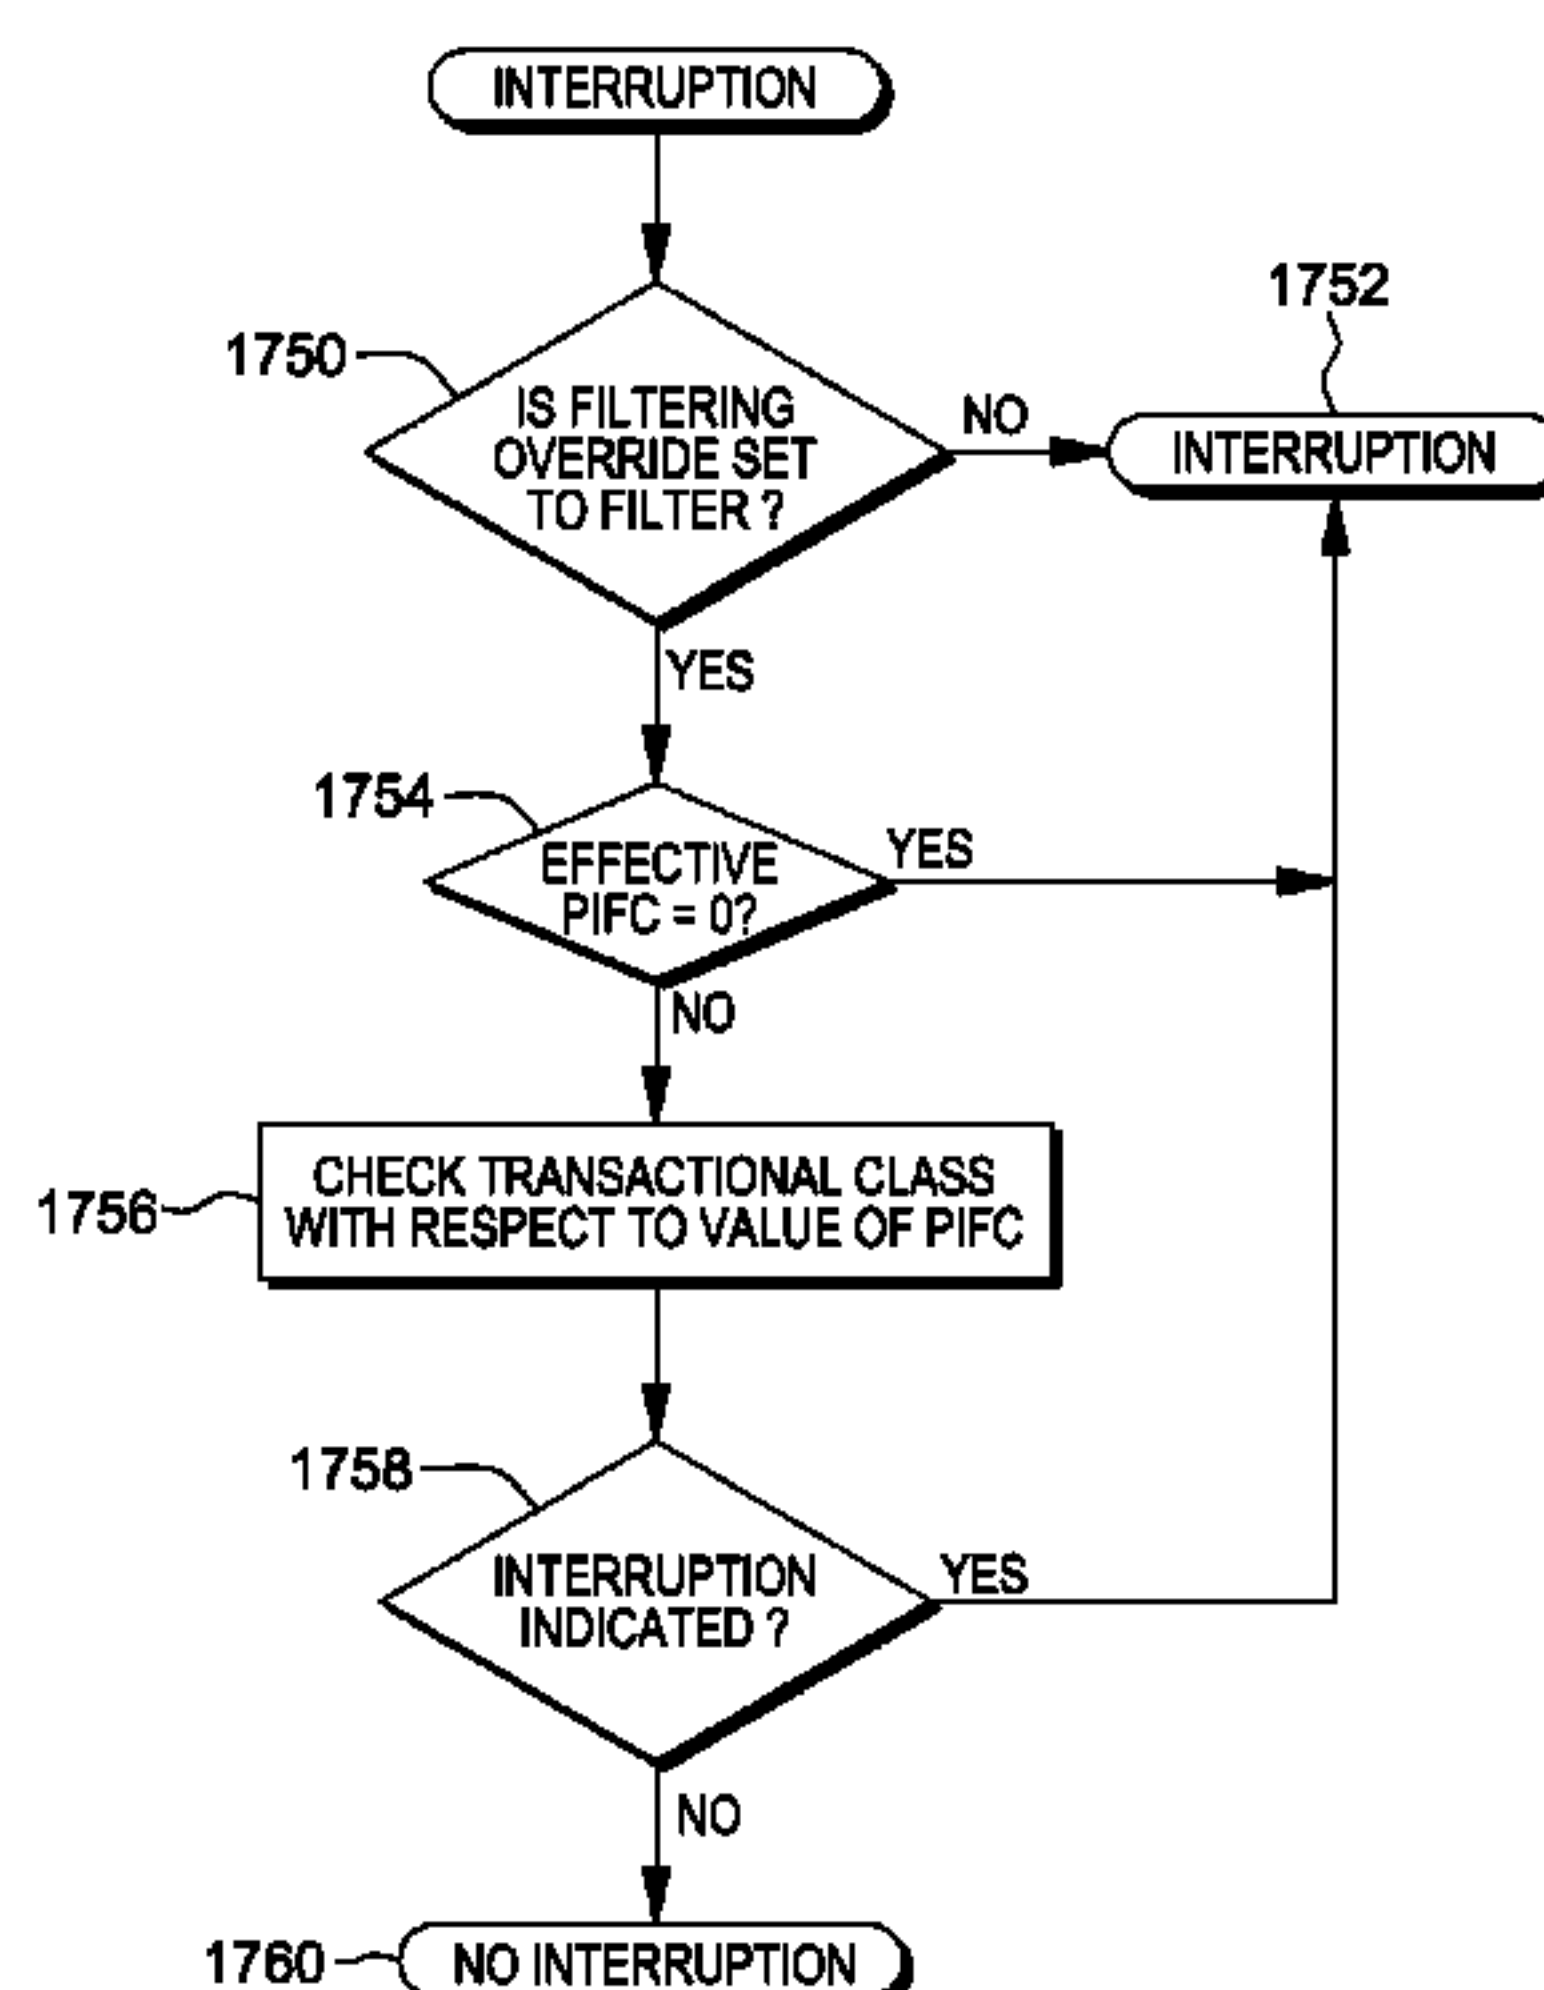 INTERRUPTION
1752
1750
IS FILTERING
OVERRIDE SET
TO FILTER ?
NO
INTERRUPTION
YES
1754
EFFECTIVE
PIFC = 0?
YES
NO
1756
CHECK TRANSACTIONAL CLASS
WITH RESPECT TO VALUE OF PIFC
1758
INTERRUPTION
INDICATED ?
YES
NO
1760
NO INTERRUPTION